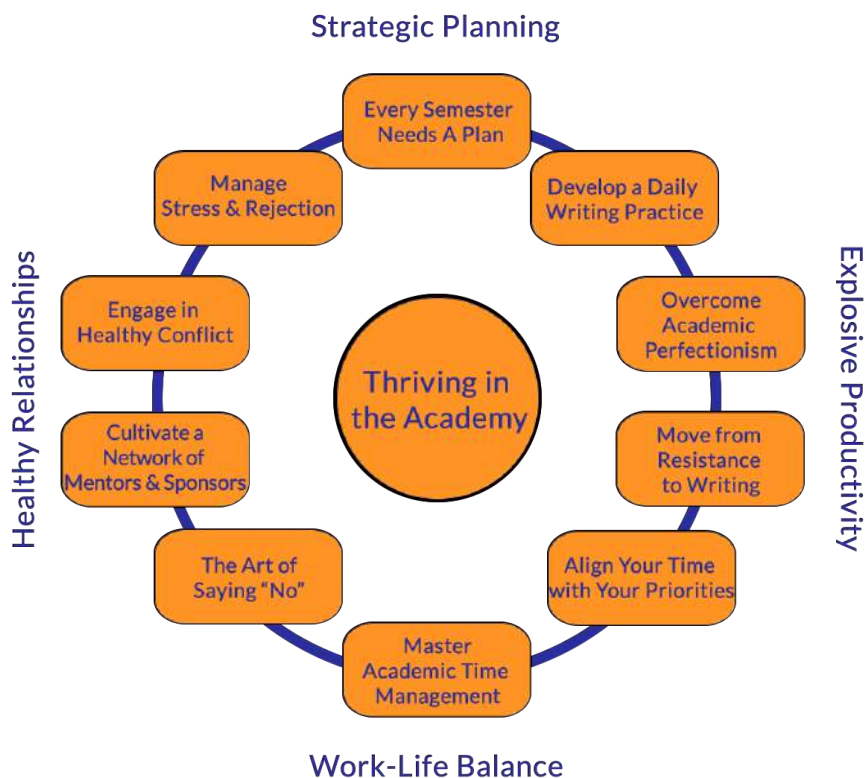 Strategic Planning
Every Semester
Needs A Plan
Manage
Stress & Rejection
Develop a Daily
Writing Practice
Engage in
Healthy Conflict
Overcome
Academic
Perfectionism
Healthy Relationships
Explosive Productivity
Thriving in
the Academy
Cultivate a
Network of
Mentors & Sponsors
Move from
Resistance
to Writing
The Art of
Saying “No”
Align Your Time
with Your Priorities
Master
Academic Time
Management
Work-Life Balance